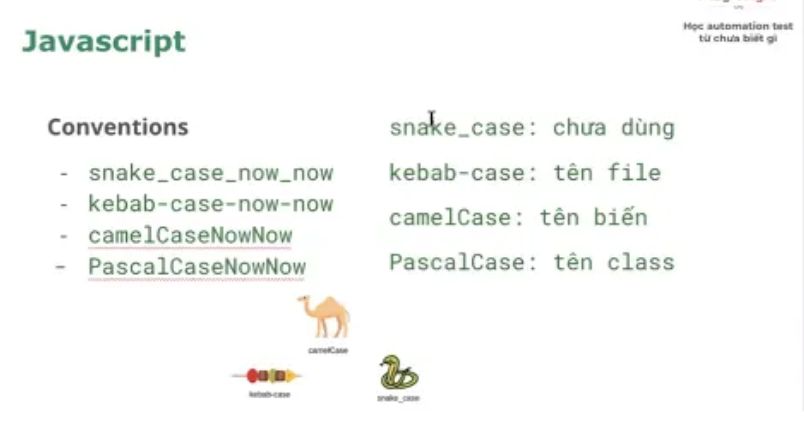 Học automation test
từ chưa biết gì
Javascript
Conventions
- snake_case_now_now
- kebab-case-now-now
- camelCaseNowNow
- PascalCaseNowNow
snake_case: chưa dùng
kebab-case: tên file
camelCase: tên biến
PascalCase: tên class
camelCase
kebab-case
snake_case